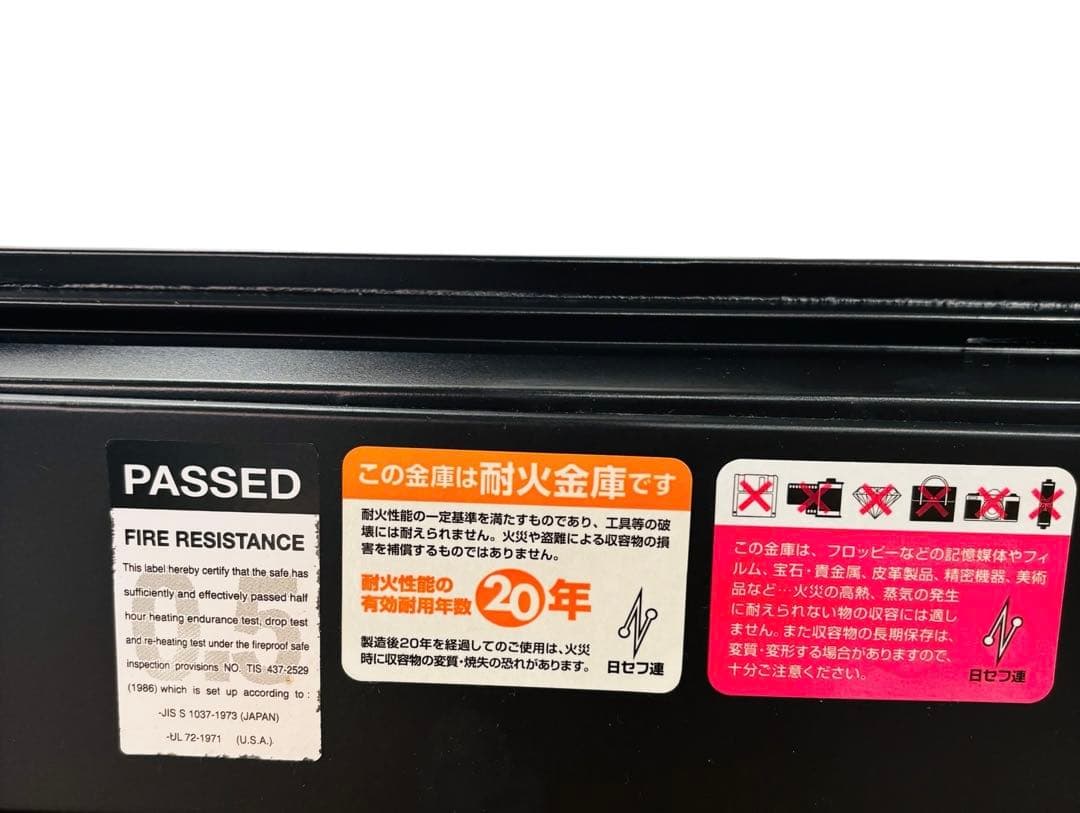 PASSED
FIRE RESISTANCE
This label hereby certify that the safe has
sufficiently and effectively passed half
hour heating endurance test, drop test
and re-heating test under the fireproof safe
inspection provisions NO. TIS 437-2529
(1986) which is set up according to :
-JIS S 1037-1973 (JAPAN)
-UL 72-1971 (U.S.A.)
0.5
この金庫は耐火金庫です
耐火性能の一定基準を満たすものであり、工具等の破
壊には耐えられません。火災や盗難による収容物の損
害を補償するものではありません。
耐火性能の
有効耐用年数 20年
製造後20年を経過してのご使用は、火災
時に収容物の変質・焼失の恐れがあります。
日セフ連
この金庫は、フロッピーなどの記憶媒体やフィ
ルム、宝石・貴金属、皮革製品、精密機器、美術
品など…火災の高熱、蒸気の発生
に耐えられない物の収容には適し
ません。また収容物の長期保存は、
変質・変形する場合がありますので、
十分ご注意ください。
日セフ連